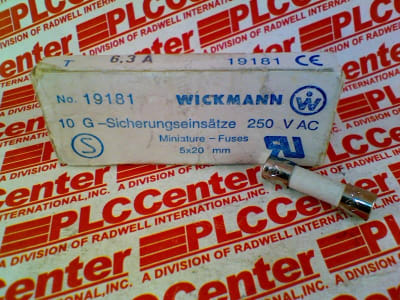 T 6.3 A 19181 CE
No. 19181 WICKMANN W
10 G-Sicherungseinsätze 250 V AC
S Miniature - Fuses
5x20 mm
PLCCenter
A DIVISION OF RADWELL INTERNATIONAL, INC.